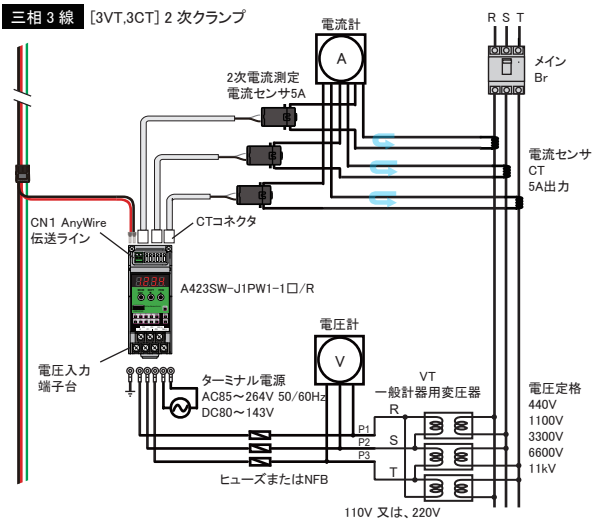 三相３線 [3VT,3CT] 2 次クランプ
電流計
R S T
A
メイン
Br
2次電流測定
電流センサ5A
電流センサ
CT
5A出力
CN1 AnyWire
伝送ライン
CTコネクタ
A423SW-J1PW1-1□/R
電圧計
電圧入力
端子台
V
ターミナル電源
AC85～264V 50/60Hz
DC80～143V
VT
一般計器用変圧器
電圧定格
440V
1100V
3300V
6600V
11kV
P1
R
P2
S
P3
T
ヒューズまたはNFB
110V 又は、220V